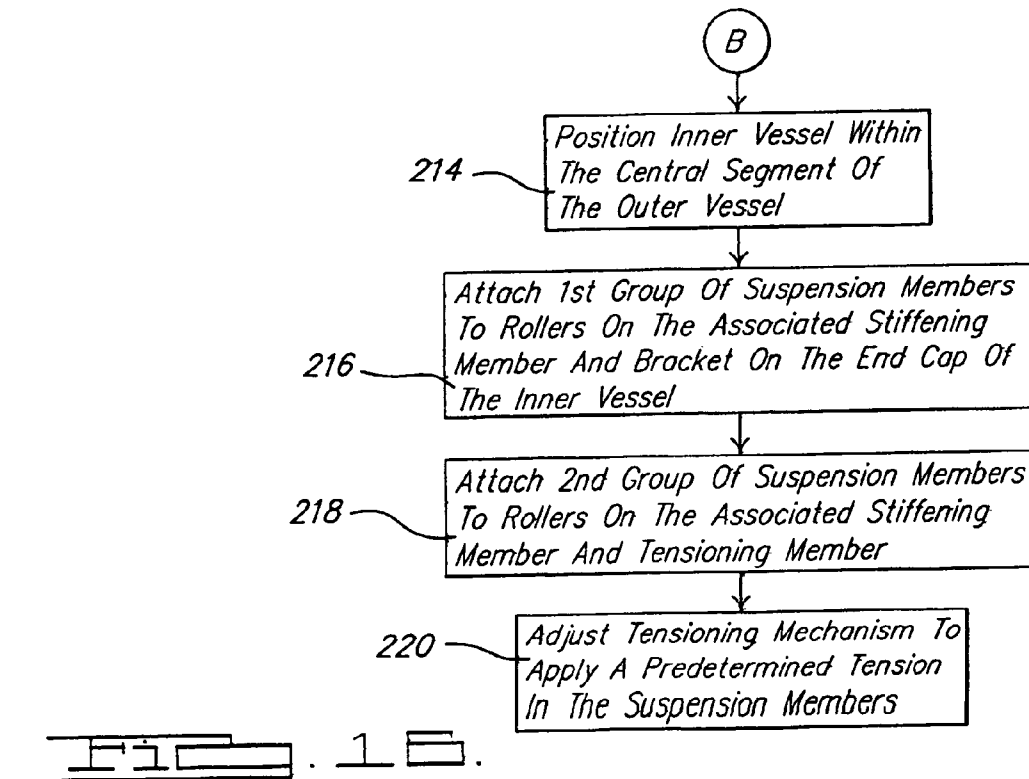 B
Position Inner Vessel Within
The Central Segment Of
The Outer Vessel
214
Attach 1st Group Of Suspension Members
To Rollers On The Associated Stiffening
Member And Bracket On The End Cap Of
The Inner Vessel
216
Attach 2nd Group Of Suspension Members
To Rollers On The Associated Stiffening
Member And Tensioning Member
218
Adjust Tensioning Mechanism To
Apply A Predetermined Tension
In The Suspension Members
220